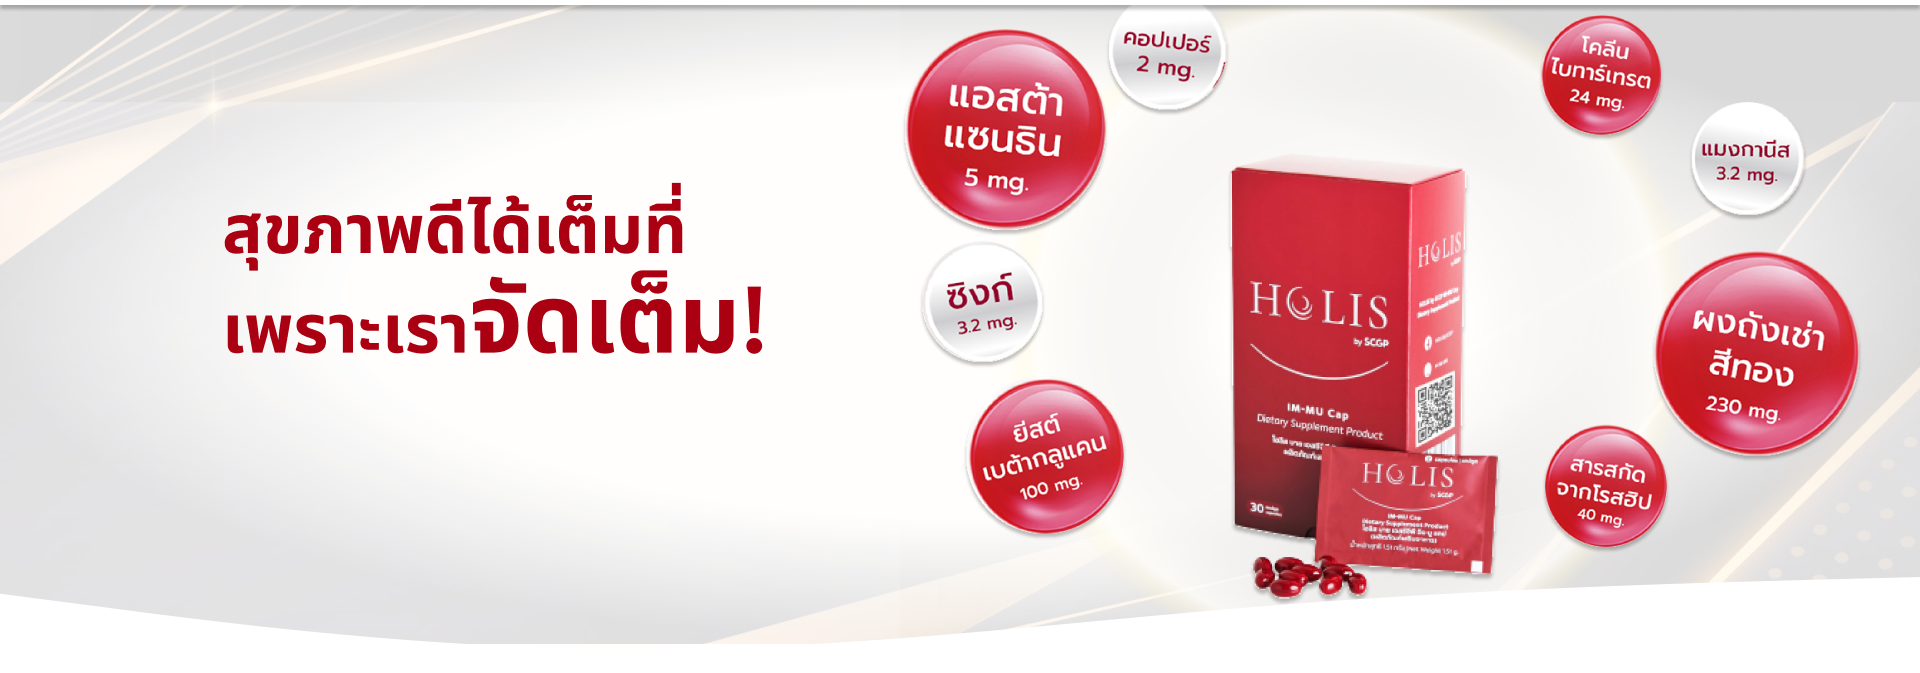 สุขภาพดีได้เต็มที่
เพราะเราจัดเต็ม!
แอสต้า
แซนธิน
5 mg.
คอปเปอร์
2 mg.
ซิงก์
3.2 mg.
ยีสต์
เบต้ากลูแคน
100 mg.
โคลีน
ไบทาร์เทรต
24 mg.
แมงกานีส
3.2 mg.
ผงถังเช่า
สีทอง
230 mg.
สารสกัด
จากโรสฮิป
40 mg.
HOLIS
by SCGP
IM-MU Cap
Dietary Supplement Product
30
HOLIS
by SCGP
HOLIS
by SCGP
IM-MU Cap
Dietary Supplement Product